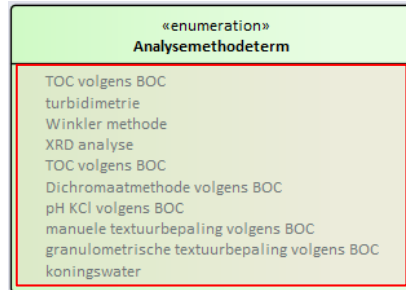 «enumeration»
Analysemethodeterm
TOC volgens BOC
turbidimetrie
Winkler methode
XRD analyse
TOC volgens BOC
Dichromaatmethode volgens BOC
pH KCl volgens BOC
manuele textuurbepaling volgens BOC
granulometrische textuurbepaling volgens BOC
koningswater